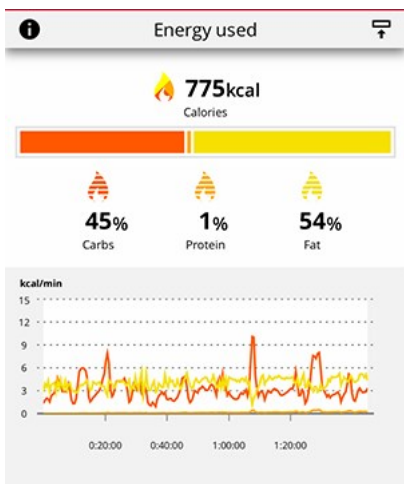 Energy used
775kcal
Calories
45% 1% 54%
Carbs Protein Fat
kcal/min
15
12
9
6
3
0
0:20:00 0:40:00 1:00:00 1:20:00